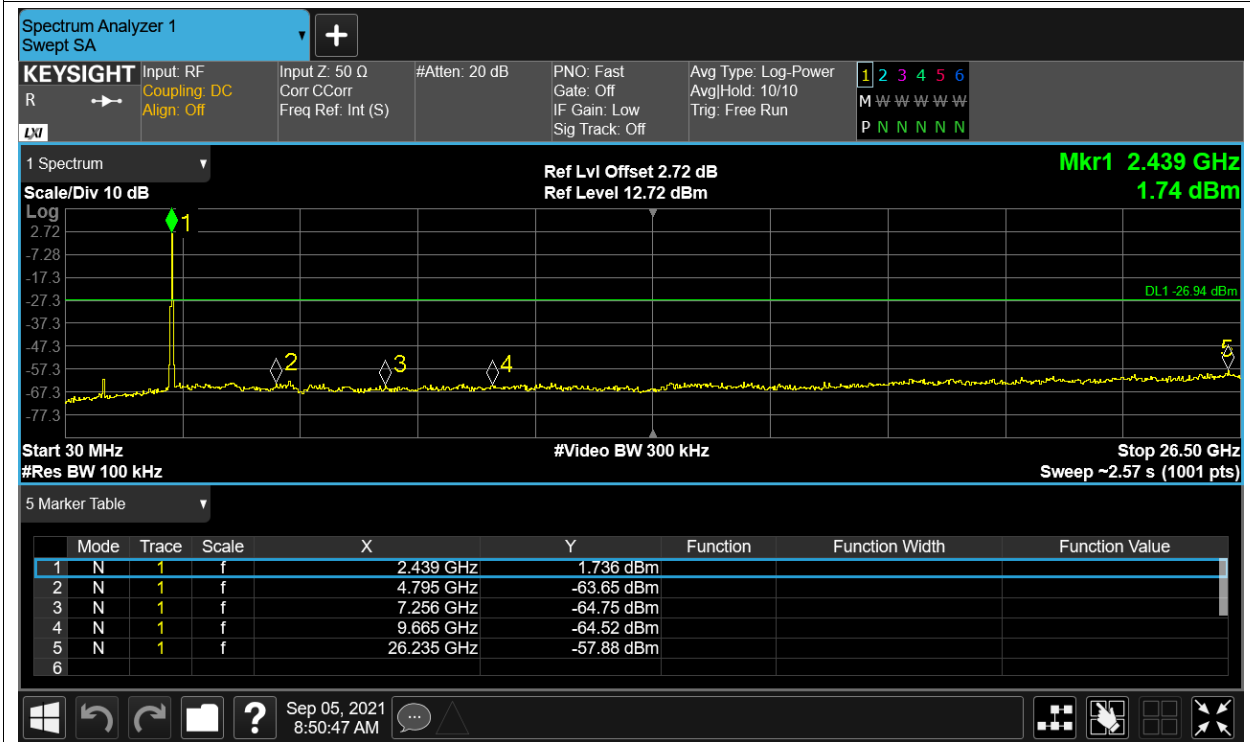 Spectrum Analyzer 1
Swept SA
KEYSIGHT Input: RF Input Z: 50 Ω #Atten: 20 dB PNO: Fast Avg Type: Log-Power 1 2 3 4 5 6
R Coupling: DC Corr CCorr Gate: Off Avg|Hold: 10/10 M W W W W W
Align: Off Freq Ref: Int (S) IF Gain: Low Trig: Free Run
LXI Sig Track: Off P N N N N N
1 Spectrum Ref Lvl Offset 2.72 dB Mkr1 2.439 GHz
Scale/Div 10 dB Ref Level 12.72 dBm 1.74 dBm
Log
1
2.72
-7.28
-17.3
DL1 -26.94 dBm
-27.3
-37.3
-47.3 5
2 3 4
-57.3
-67.3
-77.3
Start 30 MHz #Video BW 300 kHz Stop 26.50 GHz
#Res BW 100 kHz Sweep ~2.57 s (1001 pts)
5 Marker Table
Mode Trace Scale X Y Function Function Width Function Value
1 N 1 f 2.439 GHz 1.736 dBm
2 N 1 f 4.795 GHz -63.65 dBm
3 N 1 f 7.256 GHz -64.75 dBm
4 N 1 f 9.665 GHz -64.52 dBm
5 N 1 f 26.235 GHz -57.88 dBm
6
? Sep 05, 2021
8:50:47 AM